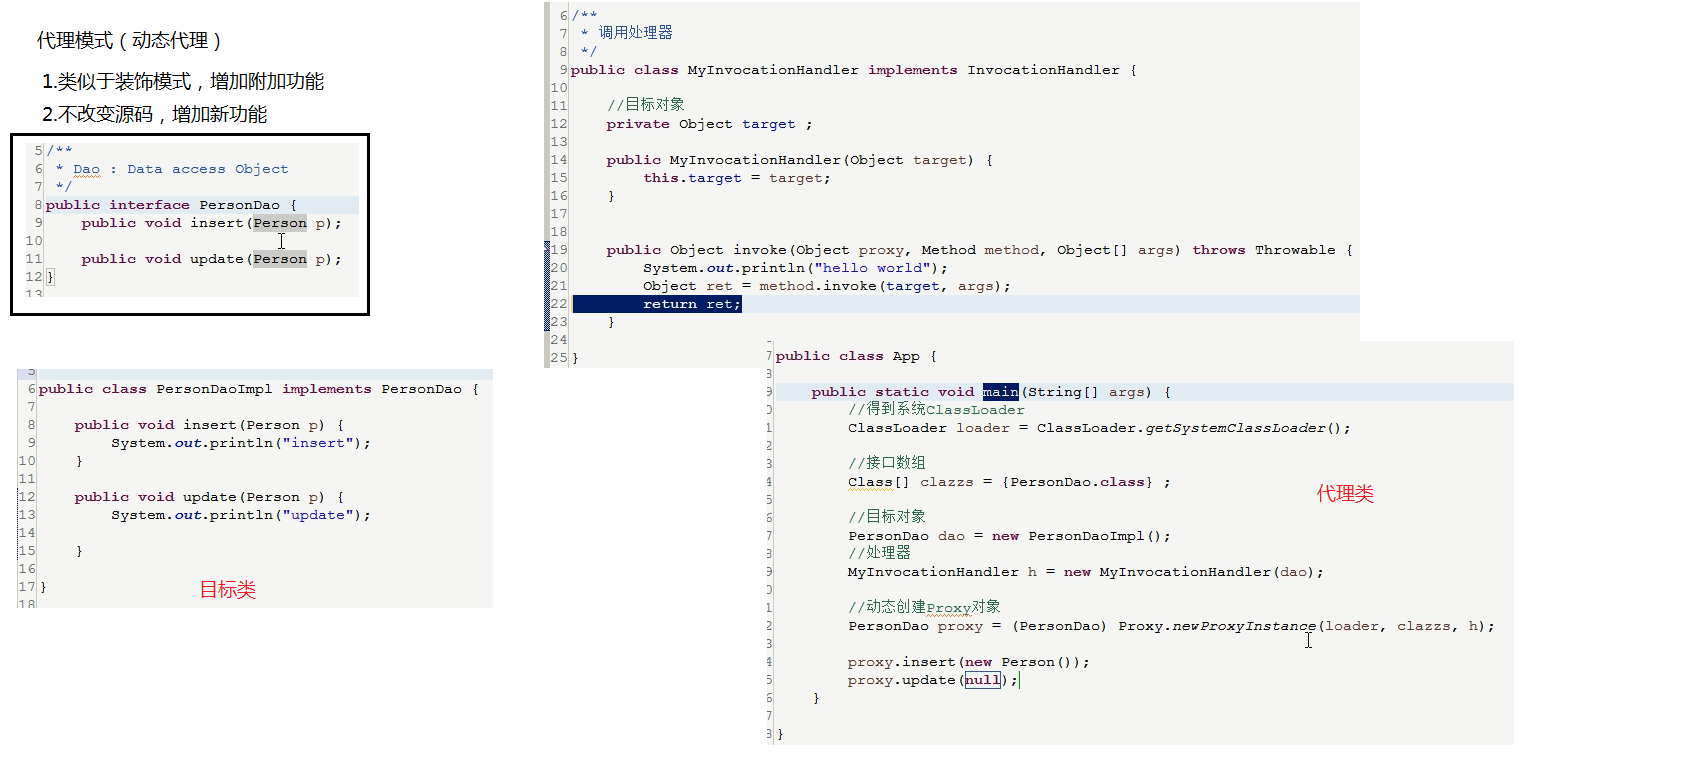 代理模式（动态代理）
1.类似于装饰模式，增加附加功能
2.不改变源码，增加新功能
5 /**
6  * Dao : Data access Object
7  */
8 public interface PersonDao {
9     public void insert(Person p);
10
11     public void update(Person p);
12 }
13
5
6 public class PersonDaoImpl implements PersonDao {
7
8     public void insert(Person p) {
9         System.out.println("insert");
10     }
11
12     public void update(Person p) {
13         System.out.println("update");
14
15     }
16
17 }
18
目标类
6 /**
7  * 调用处理器
8  */
9 public class MyInvocationHandler implements InvocationHandler {
10
11     //目标对象
12     private Object target ;
13
14     public MyInvocationHandler(Object target) {
15         this.target = target;
16     }
17
18
19     public Object invoke(Object proxy, Method method, Object[] args) throws Throwable {
20         System.out.println("hello world");
21         Object ret = method.invoke(target, args);
22         return ret;
23     }
24
25 }
7 public class App {
8
9     public static void main(String[] args) {
0         //得到系统ClassLoader
1         ClassLoader loader = ClassLoader.getSystemClassLoader();
2
3         //接口数组
4         Class[] clazzs = {PersonDao.class} ;
5
6         //目标对象
7         PersonDao dao = new PersonDaoImpl();
8         //处理器
9         MyInvocationHandler h = new MyInvocationHandler(dao);
0
1         //动态创建Proxy对象
2         PersonDao proxy = (PersonDao) Proxy.newProxyInstance(loader, clazzs, h);
3
4         proxy.insert(new Person());
5         proxy.update(null);
6     }
7
8 }
代理类